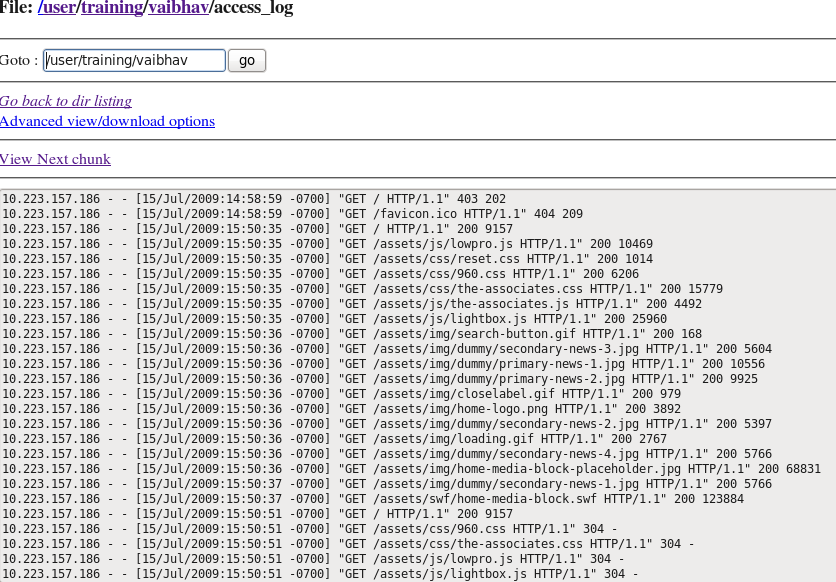 File: /user/training/vaibhav/access_log
Goto : /user/training/vaibhav go
Go back to dir listing
Advanced view/download options
View Next chunk
10.223.157.186 - - [15/Jul/2009:14:58:59 -0700] "GET / HTTP/1.1" 403 202
10.223.157.186 - - [15/Jul/2009:14:58:59 -0700] "GET /favicon.ico HTTP/1.1" 404 209
10.223.157.186 - - [15/Jul/2009:15:50:35 -0700] "GET / HTTP/1.1" 200 9157
10.223.157.186 - - [15/Jul/2009:15:50:35 -0700] "GET /assets/js/lowpro.js HTTP/1.1" 200 10469
10.223.157.186 - - [15/Jul/2009:15:50:35 -0700] "GET /assets/css/reset.css HTTP/1.1" 200 1014
10.223.157.186 - - [15/Jul/2009:15:50:35 -0700] "GET /assets/css/960.css HTTP/1.1" 200 6206
10.223.157.186 - - [15/Jul/2009:15:50:35 -0700] "GET /assets/css/the-associates.css HTTP/1.1" 200 15779
10.223.157.186 - - [15/Jul/2009:15:50:35 -0700] "GET /assets/js/the-associates.js HTTP/1.1" 200 4492
10.223.157.186 - - [15/Jul/2009:15:50:35 -0700] "GET /assets/js/lightbox.js HTTP/1.1" 200 25960
10.223.157.186 - - [15/Jul/2009:15:50:36 -0700] "GET /assets/img/search-button.gif HTTP/1.1" 200 168
10.223.157.186 - - [15/Jul/2009:15:50:36 -0700] "GET /assets/img/dummy/secondary-news-3.jpg HTTP/1.1" 200 5604
10.223.157.186 - - [15/Jul/2009:15:50:36 -0700] "GET /assets/img/dummy/primary-news-1.jpg HTTP/1.1" 200 10556
10.223.157.186 - - [15/Jul/2009:15:50:36 -0700] "GET /assets/img/dummy/primary-news-2.jpg HTTP/1.1" 200 9925
10.223.157.186 - - [15/Jul/2009:15:50:36 -0700] "GET /assets/img/closelabel.gif HTTP/1.1" 200 979
10.223.157.186 - - [15/Jul/2009:15:50:36 -0700] "GET /assets/img/home-logo.png HTTP/1.1" 200 3892
10.223.157.186 - - [15/Jul/2009:15:50:36 -0700] "GET /assets/img/dummy/secondary-news-2.jpg HTTP/1.1" 200 5397
10.223.157.186 - - [15/Jul/2009:15:50:36 -0700] "GET /assets/img/loading.gif HTTP/1.1" 200 2767
10.223.157.186 - - [15/Jul/2009:15:50:36 -0700] "GET /assets/img/dummy/secondary-news-4.jpg HTTP/1.1" 200 5766
10.223.157.186 - - [15/Jul/2009:15:50:36 -0700] "GET /assets/img/home-media-block-placeholder.jpg HTTP/1.1" 200 68831
10.223.157.186 - - [15/Jul/2009:15:50:37 -0700] "GET /assets/img/dummy/secondary-news-1.jpg HTTP/1.1" 200 5766
10.223.157.186 - - [15/Jul/2009:15:50:37 -0700] "GET /assets/swf/home-media-block.swf HTTP/1.1" 200 123884
10.223.157.186 - - [15/Jul/2009:15:50:51 -0700] "GET / HTTP/1.1" 200 9157
10.223.157.186 - - [15/Jul/2009:15:50:51 -0700] "GET /assets/css/960.css HTTP/1.1" 304 -
10.223.157.186 - - [15/Jul/2009:15:50:51 -0700] "GET /assets/css/the-associates.css HTTP/1.1" 304 -
10.223.157.186 - - [15/Jul/2009:15:50:51 -0700] "GET /assets/js/lowpro.js HTTP/1.1" 304 -
10.223.157.186 - - [15/Jul/2009:15:50:51 -0700] "GET /assets/js/lightbox.js HTTP/1.1" 304 -